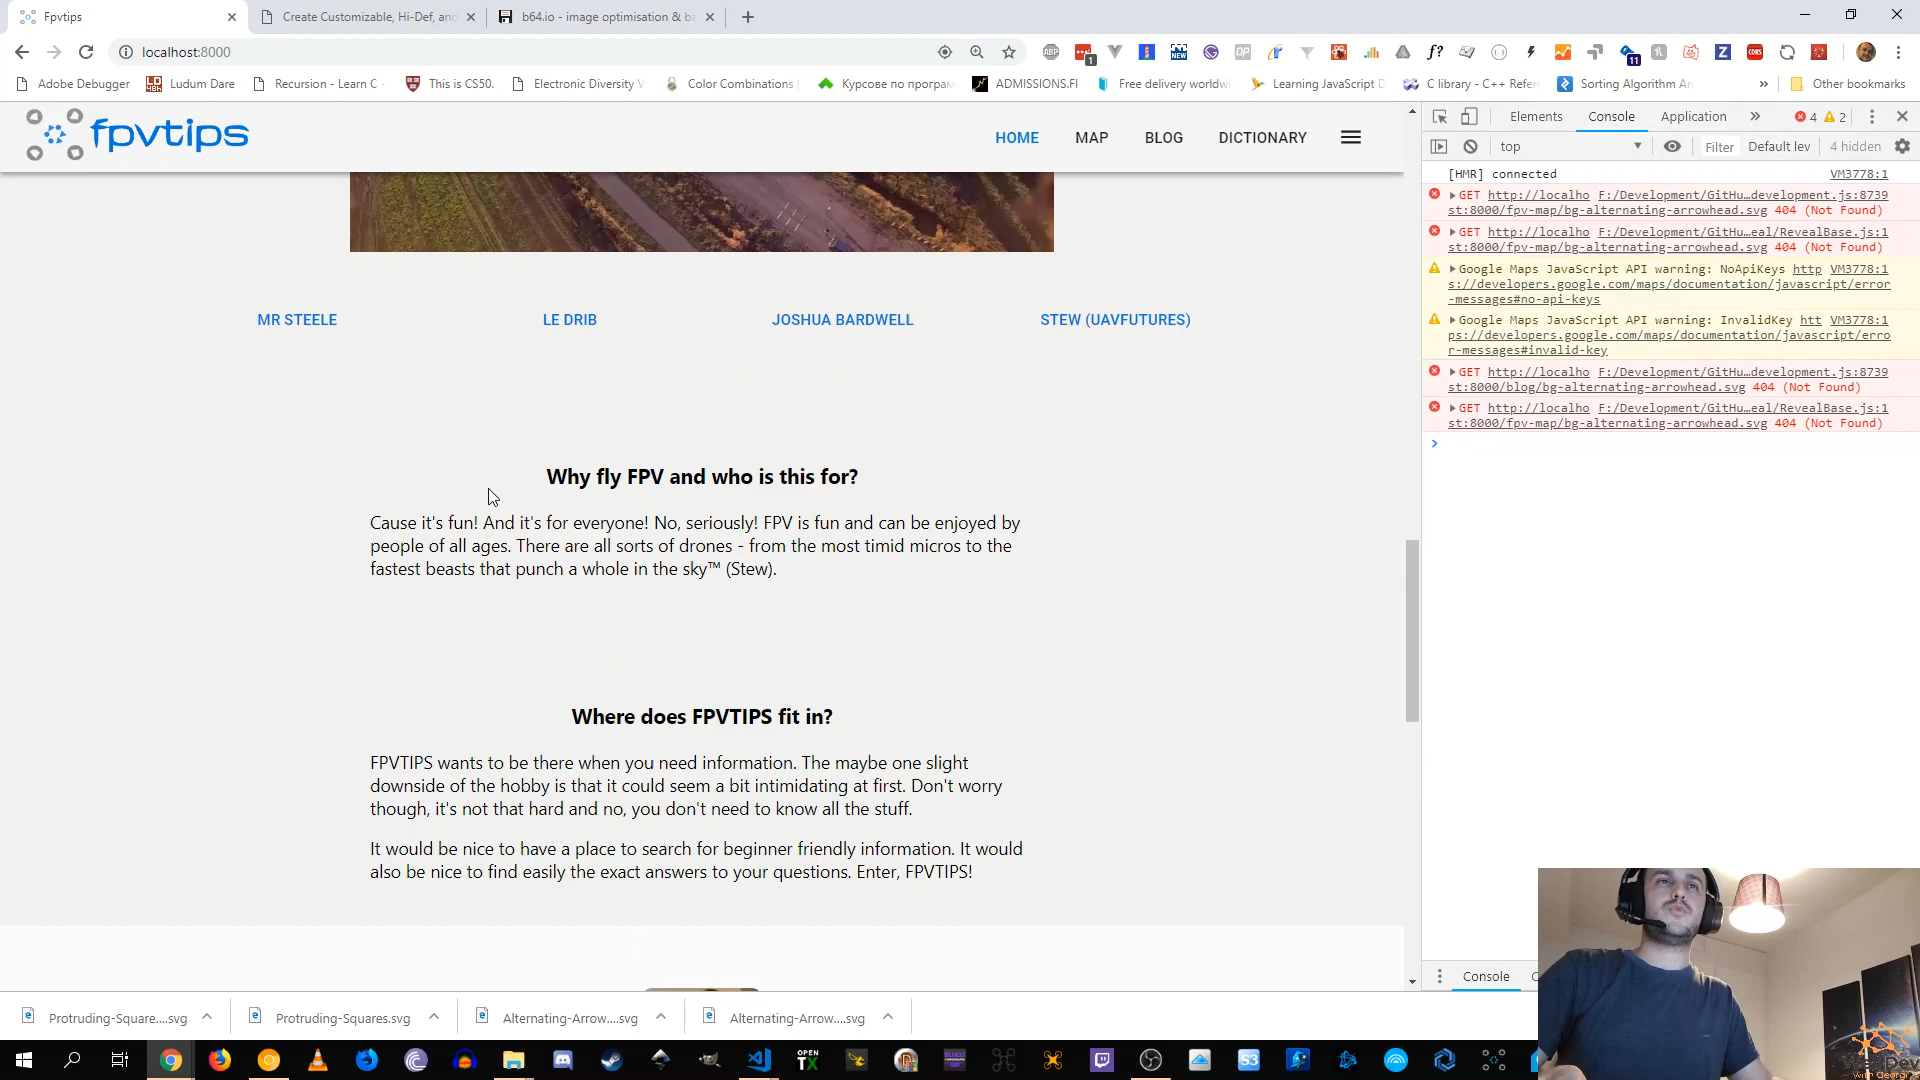 Fpvtips
Create Customizable, Hi-Def, and
b64.io - image optimisation & ba
localhost:8000
1
11
Adobe Debugger
Ludum Dare
Recursion - Learn C -
This is CS50.
Electronic Diversity V
Color Combinations
Курсове по програм
ADMISSIONS.FI
Free delivery worldwi
Learning JavaScript D
C library - C++ Refer
Sorting Algorithm An
»
Other bookmarks
fpvtips
HOME
MAP
BLOG
DICTIONARY
MR STEELE
LE DRIB
JOSHUA BARDWELL
STEW (UAVFUTURES)
Why fly FPV and who is this for?
Cause it's fun! And it's for everyone! No, seriously! FPV is fun and can be enjoyed by
people of all ages. There are all sorts of drones - from the most timid micros to the
fastest beasts that punch a whole in the sky™ (Stew).
Where does FPVTIPS fit in?
FPVTIPS wants to be there when you need information. The maybe one slight
downside of the hobby is that it could seem a bit intimidating at first. Don't worry
though, it's not that hard and no, you don't need to know all the stuff.
It would be nice to have a place to search for beginner friendly information. It would
also be nice to find easily the exact answers to your questions. Enter, FPVTIPS!
Elements
Console
Application
»
4
2
top
Filter
Default lev
4 hidden
[HMR] connected VM3778:1
GET http://localho F:/Development/GitHu…development.js:8739
st:8000/fpv-map/bg-alternating-arrowhead.svg 404 (Not Found)
GET http://localho F:/Development/GitHu…eal/RevealBase.js:1
st:8000/fpv-map/bg-alternating-arrowhead.svg 404 (Not Found)
Google Maps JavaScript API warning: NoApiKeys http VM3778:1
s://developers.google.com/maps/documentation/javascript/error
-messages#no-api-keys
Google Maps JavaScript API warning: InvalidKey htt VM3778:1
ps://developers.google.com/maps/documentation/javascript/erro
r-messages#invalid-key
GET http://localho F:/Development/GitHu…development.js:8739
st:8000/blog/bg-alternating-arrowhead.svg 404 (Not Found)
GET http://localho F:/Development/GitHu…eal/RevealBase.js:1
st:8000/fpv-map/bg-alternating-arrowhead.svg 404 (Not Found)
Console
Protruding-Square....svg
Protruding-Squares.svg
Alternating-Arrow....svg
Alternating-Arrow....svg